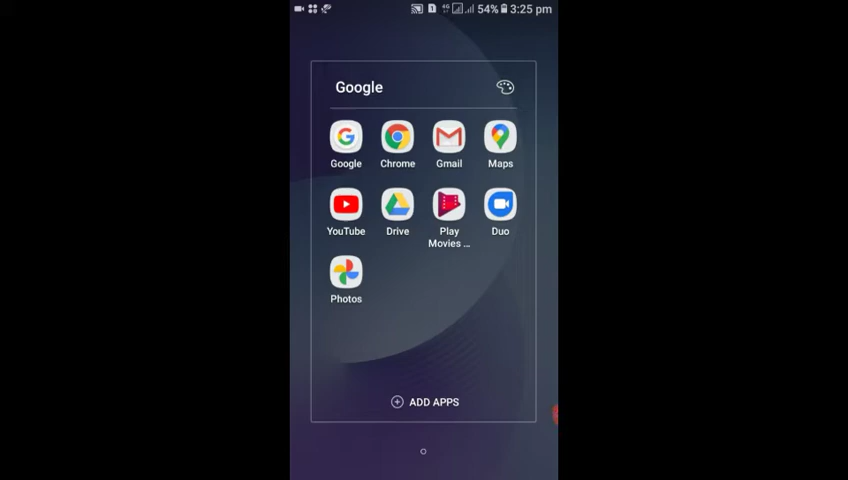 54% 3:25 pm
Google
Google Chrome Gmail Maps
YouTube Drive Play Movies ... Duo
Photos
ADD APPS